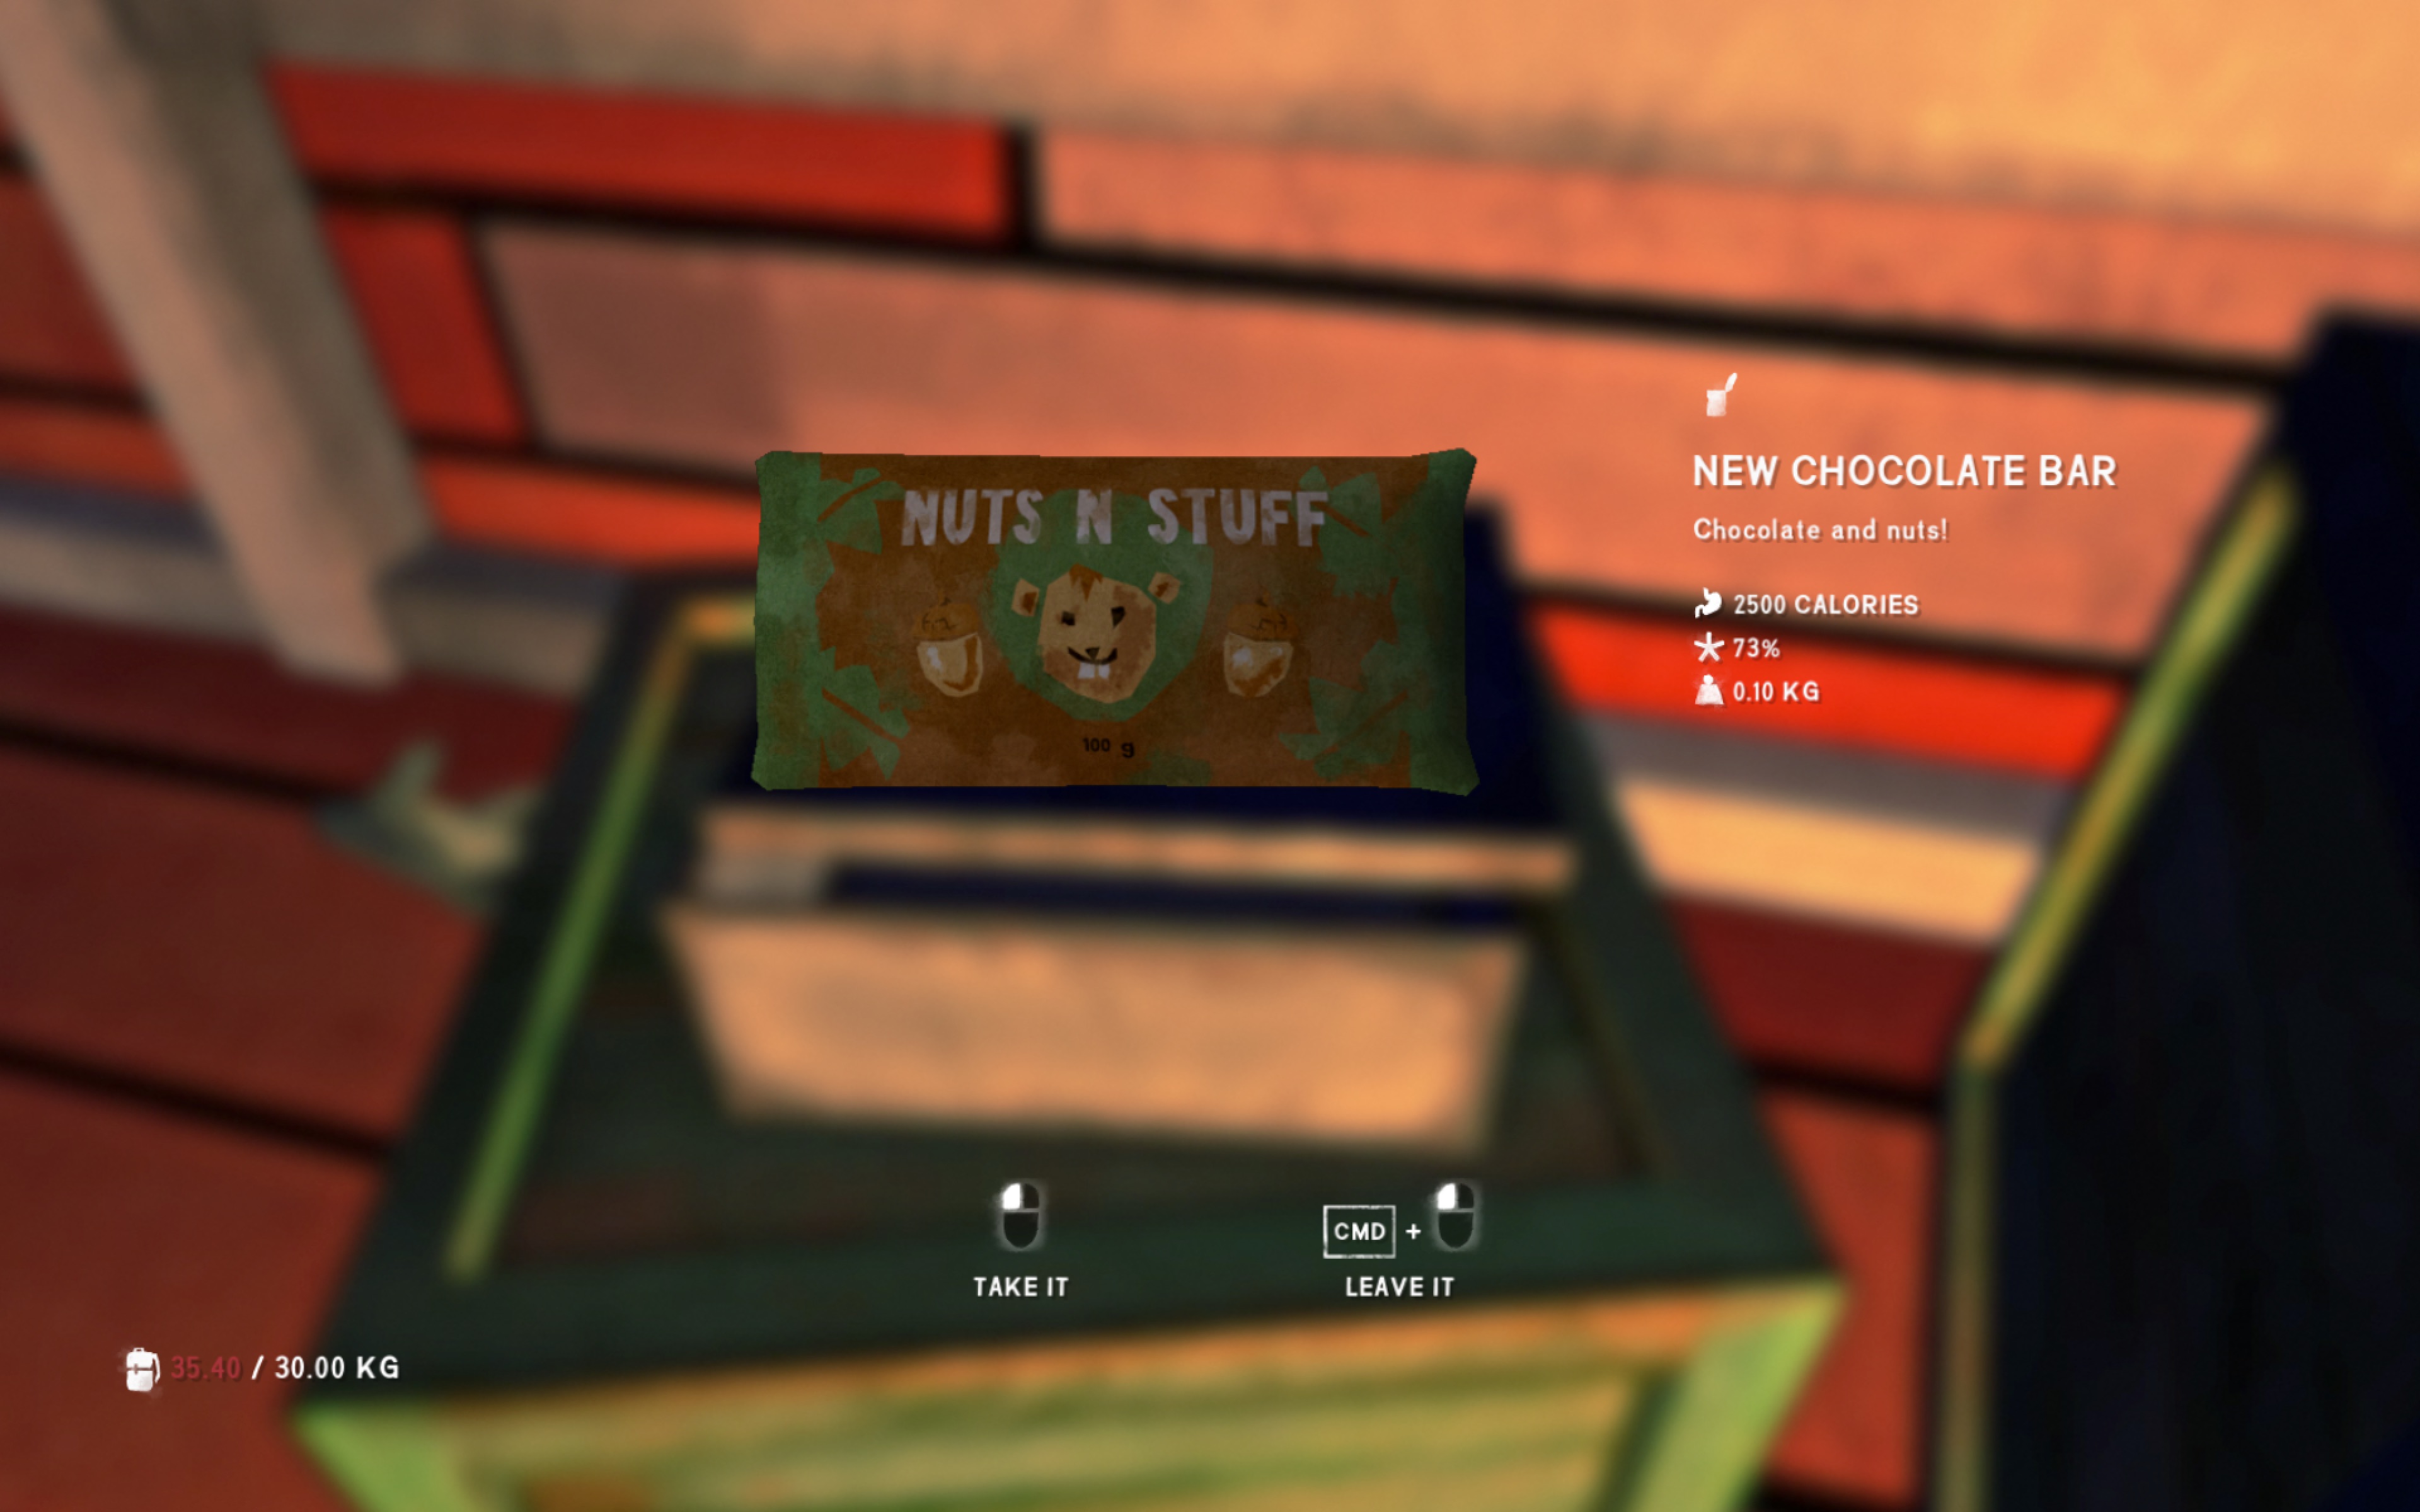 NUTS N STUFF
100 g
NEW CHOCOLATE BAR
Chocolate and nuts!
2500 CALORIES
73%
0.10 KG
CMD +
TAKE IT
LEAVE IT
35.40 / 30.00 KG